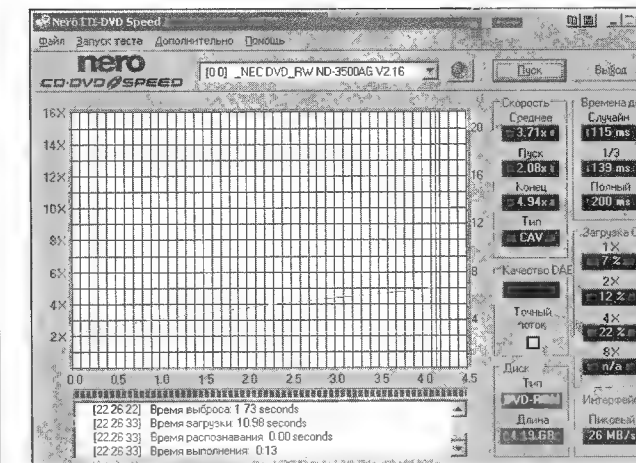 Nero CD-DVD Speed
Файл Запуск теста Дополнительно Помощь
nero
CD·DVD SPEED
[0:0] _NEC DVD_RW ND-3500AG V2.16
Пуск
Выход
16X
14X
12X
10X
8X
6X
4X
2X
20
16
12
8
4
0.0 0.5 1.0 1.5 2.0 2.5 3.0 3.5 4.0 4.5
Скорость
Среднее
3.71x
Пуск
2.08x
Конец
4.94x
Тип
CAV
Качество DAE
Точный
поток
Диск
Тип
DVD-ROM
Длина
4.19 GB
Времена д
Случайн
115 ms
1/3
139 ms
Полный
200 ms
Загрузка C
1X
7 %
2X
12 %
4X
22 %
8X
n/a
Интерфейс
Пиковый
26 MB/s
[22:26:22] Время выброса: 1.73 seconds
[22:26:33] Время загрузки: 10.98 seconds
[22:26:33] Время распознавания: 0.00 seconds
[22:26:33] Время выполнения: 0:13